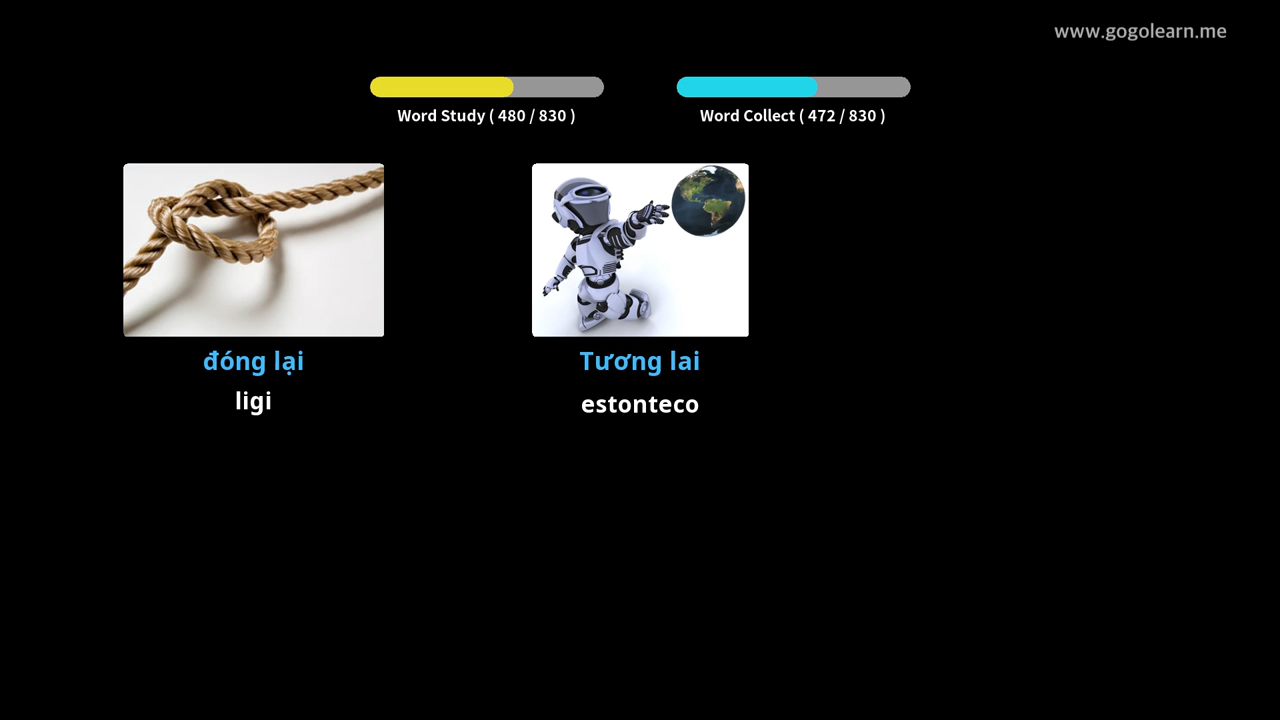 www.gogolearn.me
Word Study ( 480 / 830 )
Word Collect ( 472 / 830 )
đóng lại
ligi
Tương lai
estonteco